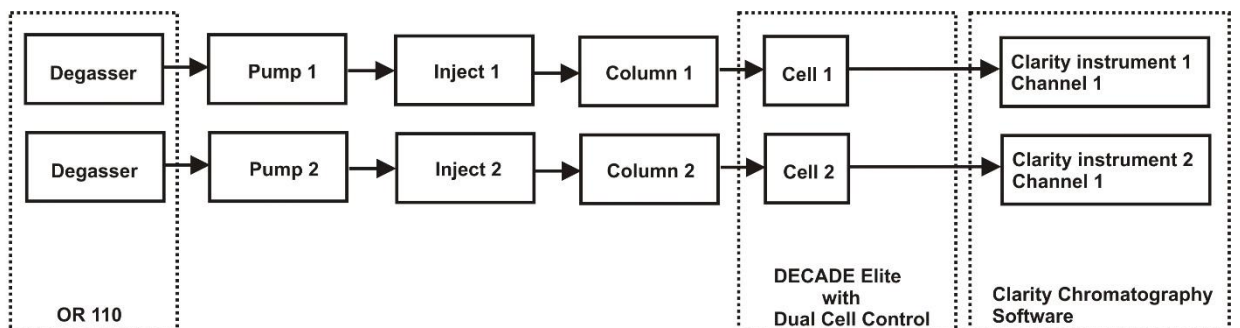 Degasser
Pump 1
Inject 1
Column 1
Cell 1
Clarity instrument 1
Channel 1
Degasser
Pump 2
Inject 2
Column 2
Cell 2
Clarity instrument 2
Channel 1
OR 110
DECADE Elite
with
Dual Cell Control
Clarity Chromatography
Software